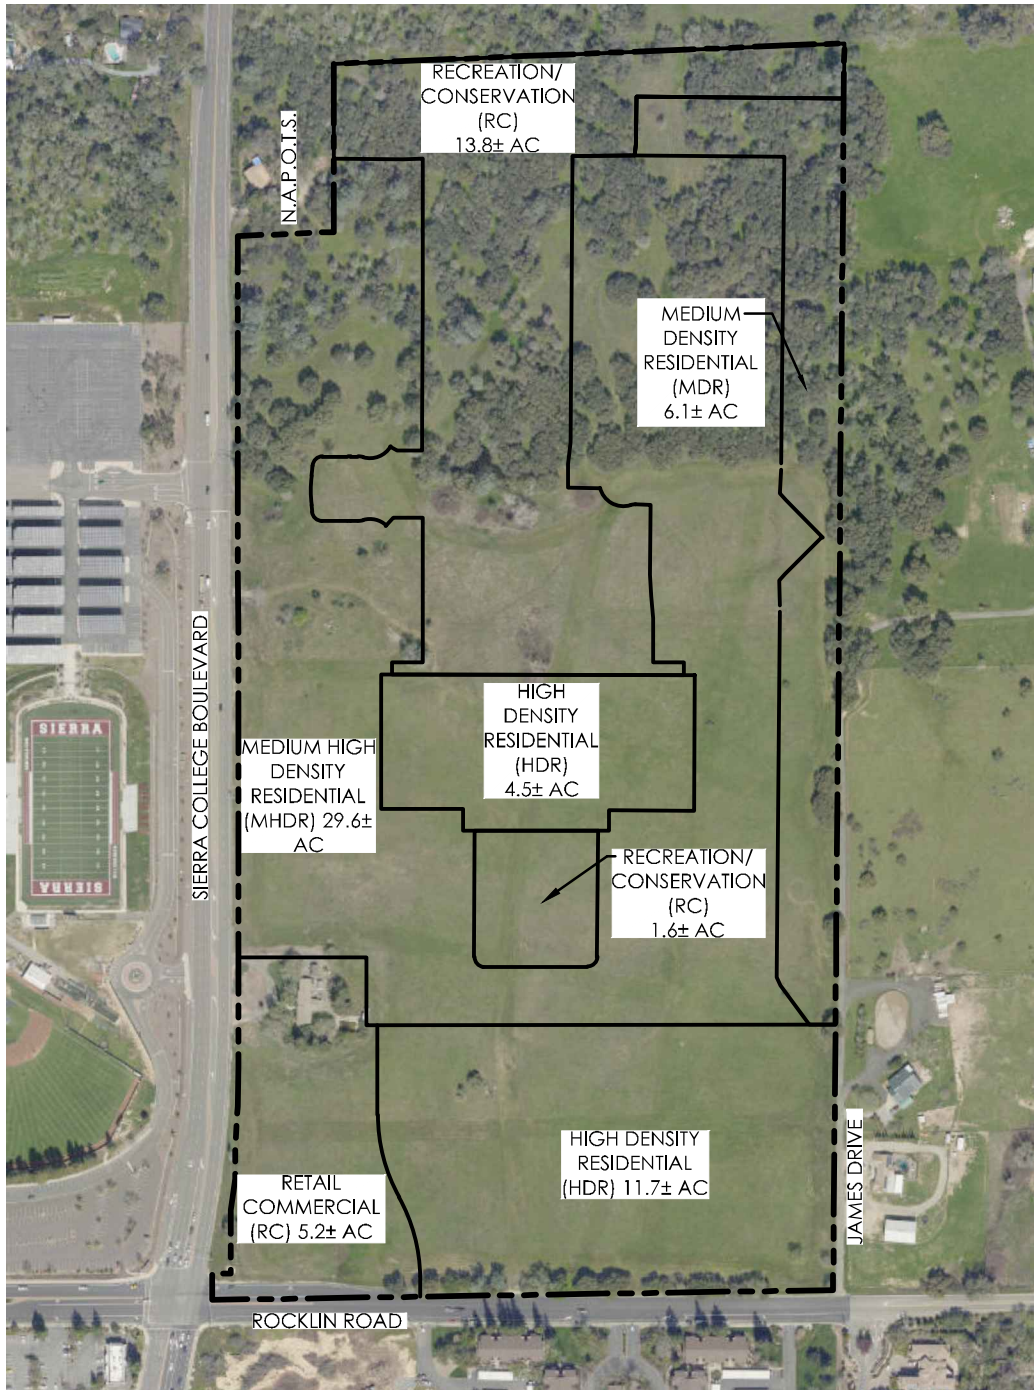 RECREATION/
CONSERVATION
(RC)
13.8± AC
N.A.P.O.T.S.
MEDIUM
DENSITY
RESIDENTIAL
(MDR)
6.1± AC
SIERRA COLLEGE BOULEVARD
SIERRA
HIGH
DENSITY
RESIDENTIAL
(HDR)
4.5± AC
MEDIUM HIGH
DENSITY
RESIDENTIAL
(MHDR) 29.6±
AC
RECREATION/
CONSERVATION
(RC)
1.6± AC
SIERRA
HIGH DENSITY
RESIDENTIAL
(HDR) 11.7± AC
JAMES DRIVE
RETAIL
COMMERCIAL
(RC) 5.2± AC
ROCKLIN ROAD